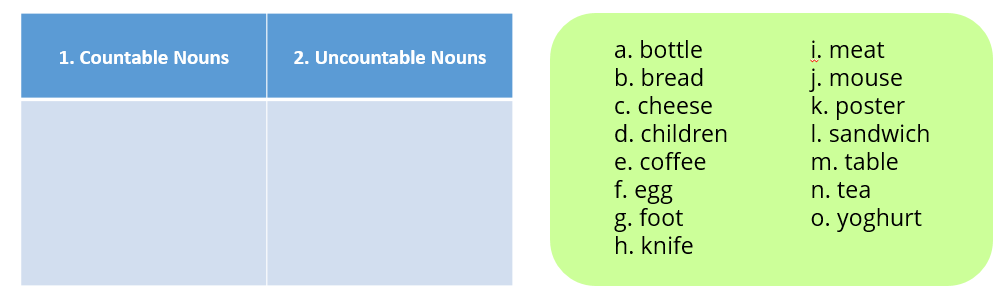 1. Countable Nouns
2. Uncountable Nouns
a. bottle
b. bread
c. cheese
d. children
e. coffee
f. egg
g. foot
h. knife
i. meat
j. mouse
k. poster
l. sandwich
m. table
n. tea
o. yoghurt